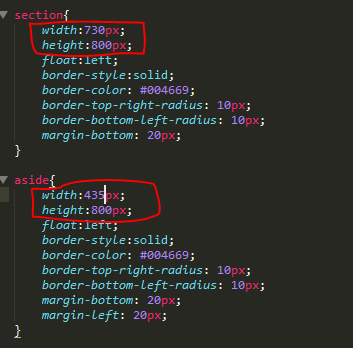 section{
width:730px;
height:800px;
float:left;
border-style:solid;
border-color: #004669;
border-top-right-radius: 10px;
border-bottom-left-radius: 10px;
margin-bottom: 20px;
}
aside{
width:435px;
height:800px;
float:left;
border-style:solid;
border-color: #004669;
border-top-right-radius: 10px;
border-bottom-left-radius: 10px;
margin-bottom: 20px;
margin-left: 20px;
}